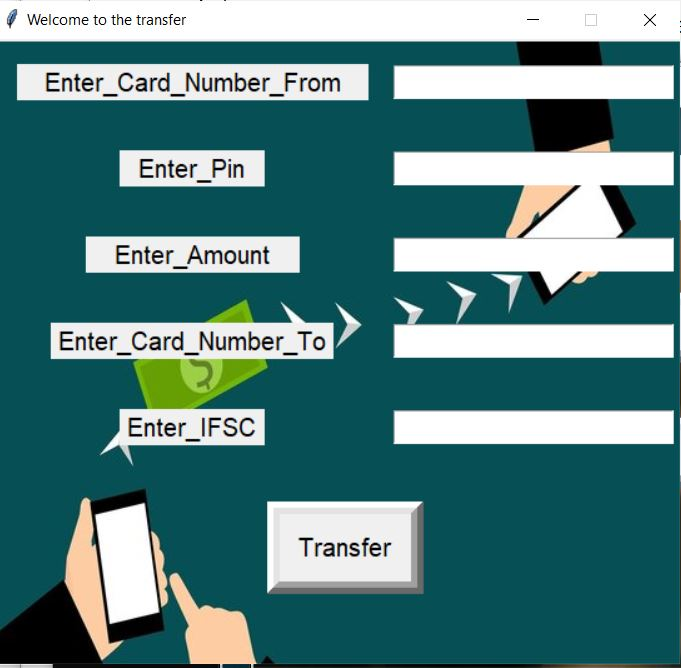 Welcome to the transfer
Enter_Card_Number_From
Enter_Pin
Enter_Amount
Enter_Card_Number_To
Enter_IFSC
Transfer